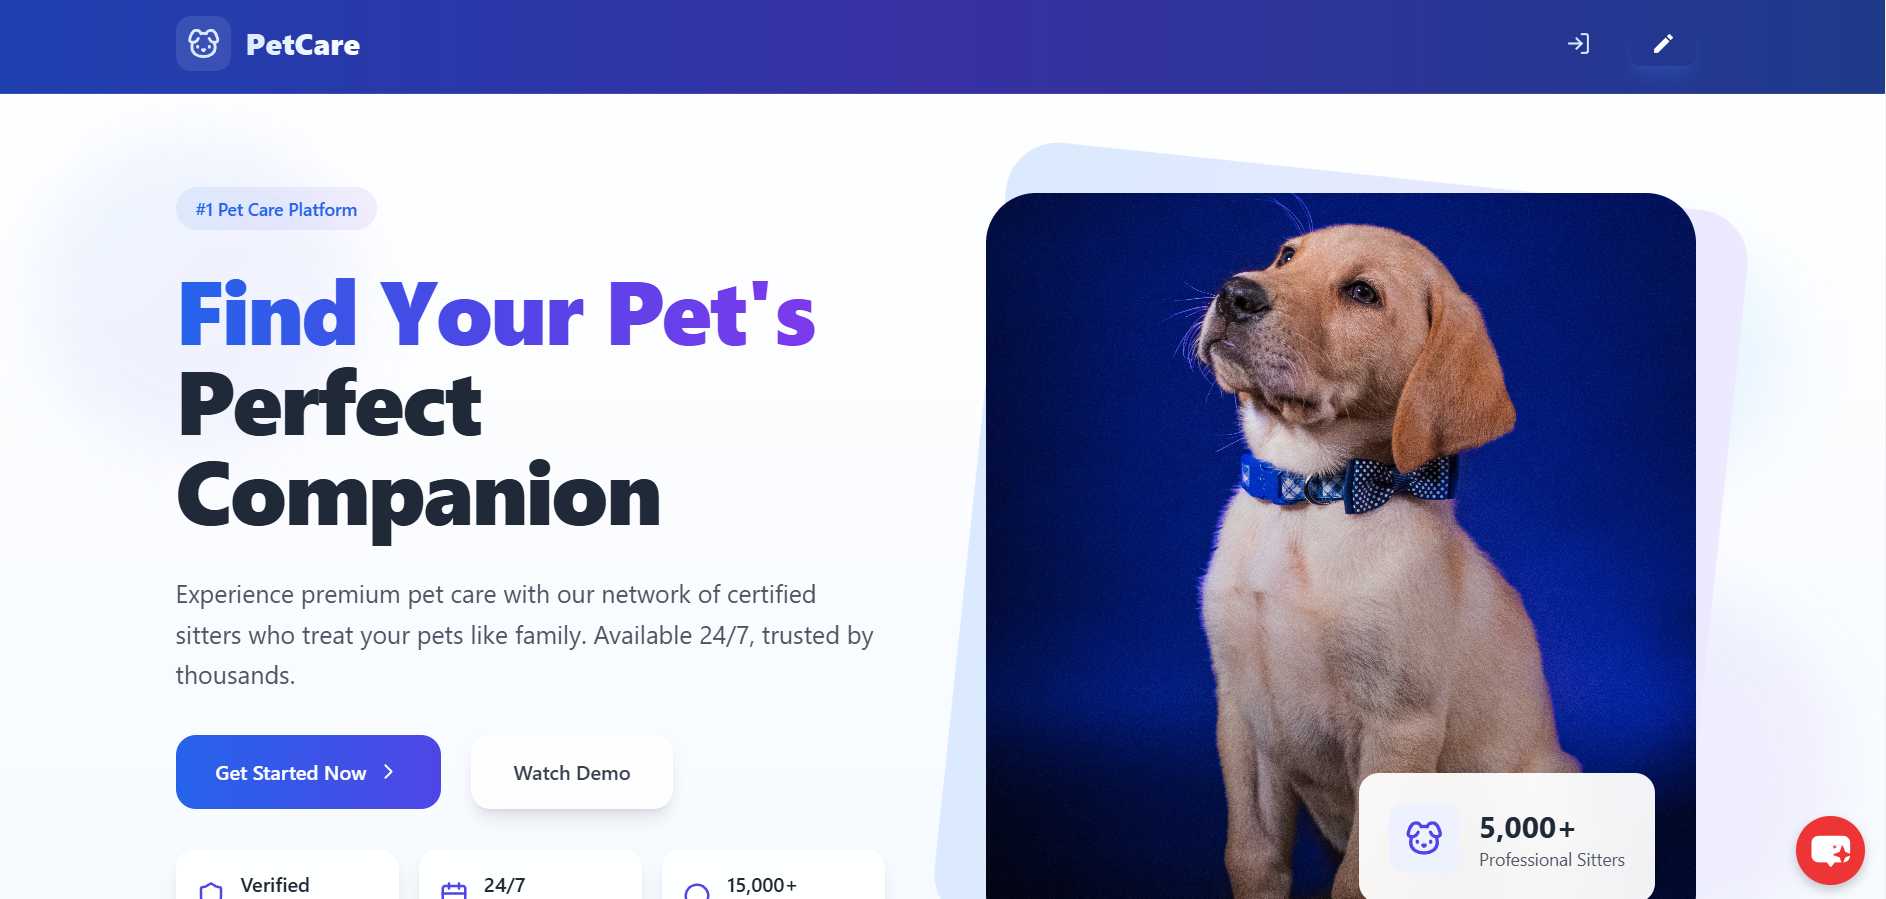 PetCare
#1 Pet Care Platform
Find Your Pet's
Perfect
Companion
Experience premium pet care with our network of certified
sitters who treat your pets like family. Available 24/7, trusted by
thousands.
Get Started Now
Watch Demo
Verified
24/7
15,000+
5,000+
Professional Sitters